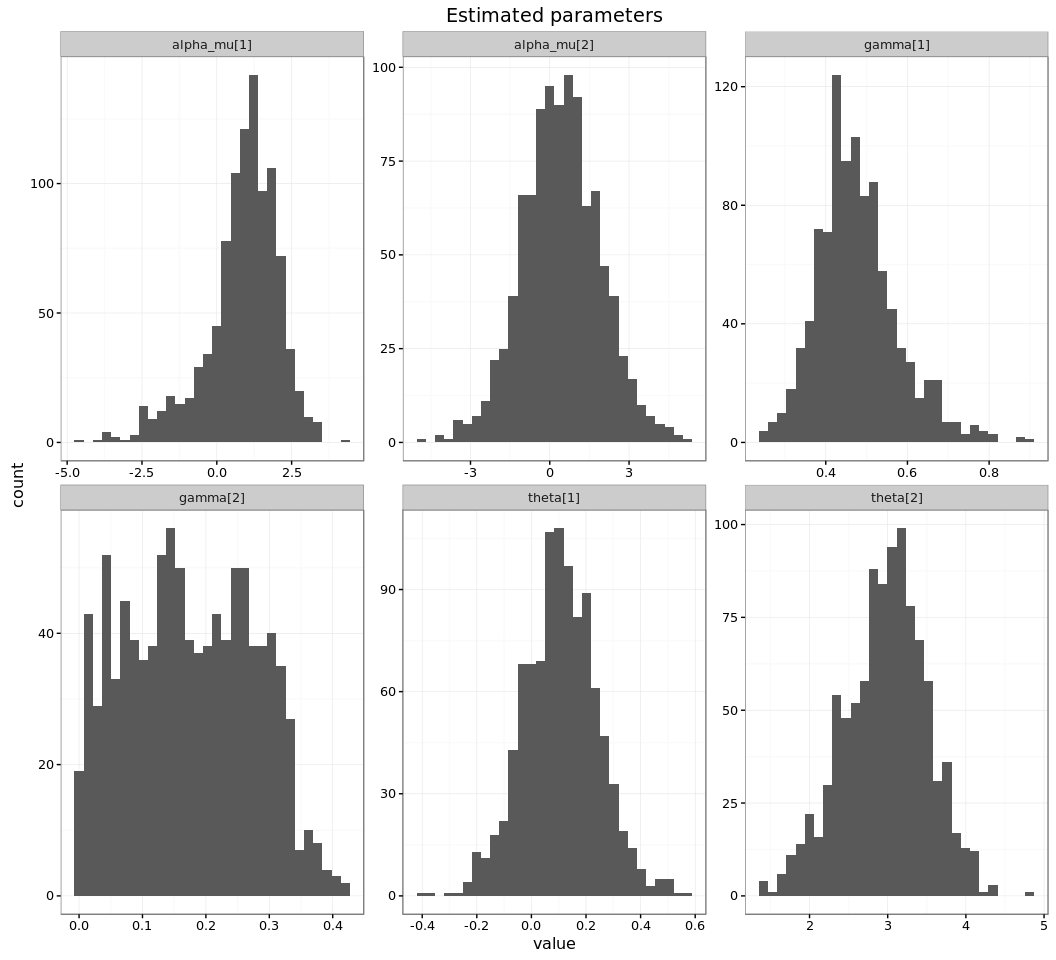 Estimated parameters
alpha_mu[1] alpha_mu[2] gamma[1]
100
50
0
-5.0 -2.5 0.0 2.5
100
75
50
25
0
-3 0 3
120
80
40
0
0.4 0.6 0.8
count
gamma[2] theta[1] theta[2]
40
20
0
0.0 0.1 0.2 0.3 0.4
90
60
30
0
-0.4 -0.2 0.0 0.2 0.4 0.6
100
75
50
25
0
2 3 4 5
value